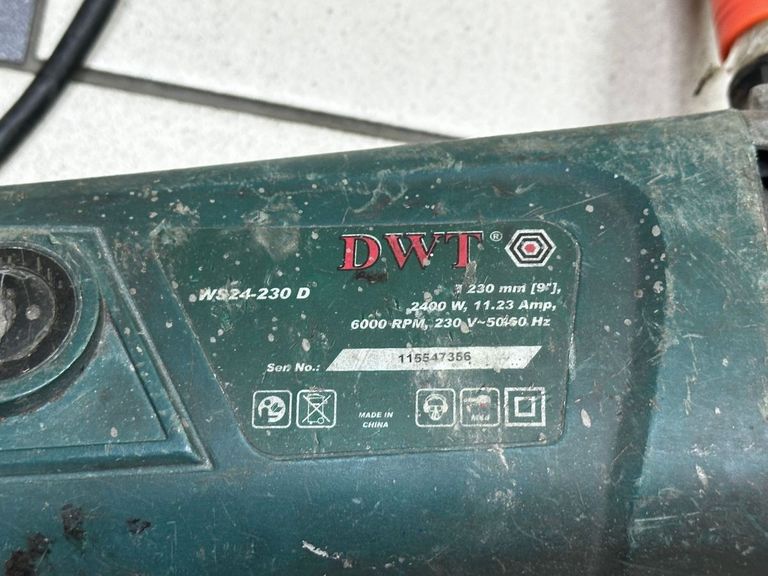 DWT ®
WS24-230 D
230 mm [9"],
2400 W, 11.23 Amp,
6000 RPM, 230 V~50/60 Hz
Seri No.: 115547356
MADE IN
CHINA